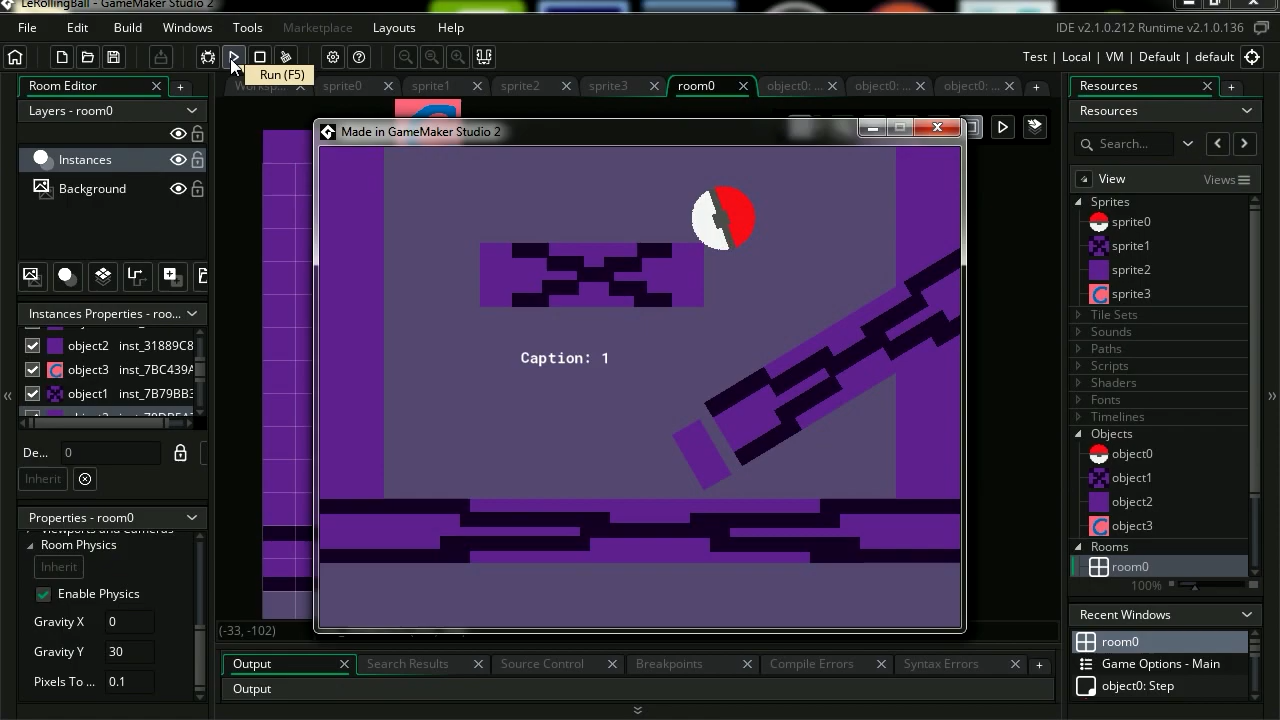 LeRollingBall - GameMaker Studio 2
File Edit Build Windows Tools Marketplace Layouts Help
IDE v2.1.0.212 Runtime v2.1.0.136
Test | Local | VM | Default | default
Run (F5)
Room Editor
sprite0 sprite1 sprite2 sprite3 room0 object0: ... object0: ... object0: ...
Resources
Layers - room0
Instances
Background
Instances Properties - roo...
object2 inst_31889C8
object3 inst_7BC439A
object1 inst_7B79BB3
De... 0
Inherit
Properties - room0
Viewports and Cameras
Room Physics
Inherit
Enable Physics
Gravity X 0
Gravity Y 30
Pixels To ... 0.1
Made in GameMaker Studio 2
Caption: 1
(-33, -102)
Output Search Results Source Control Breakpoints Compile Errors Syntax Errors
Output
Resources
Search...
View Views
Sprites
sprite0
sprite1
sprite2
sprite3
Tile Sets
Sounds
Paths
Scripts
Shaders
Fonts
Timelines
Objects
object0
object1
object2
object3
Rooms
room0
100%
Recent Windows
room0
Game Options - Main
object0: Step